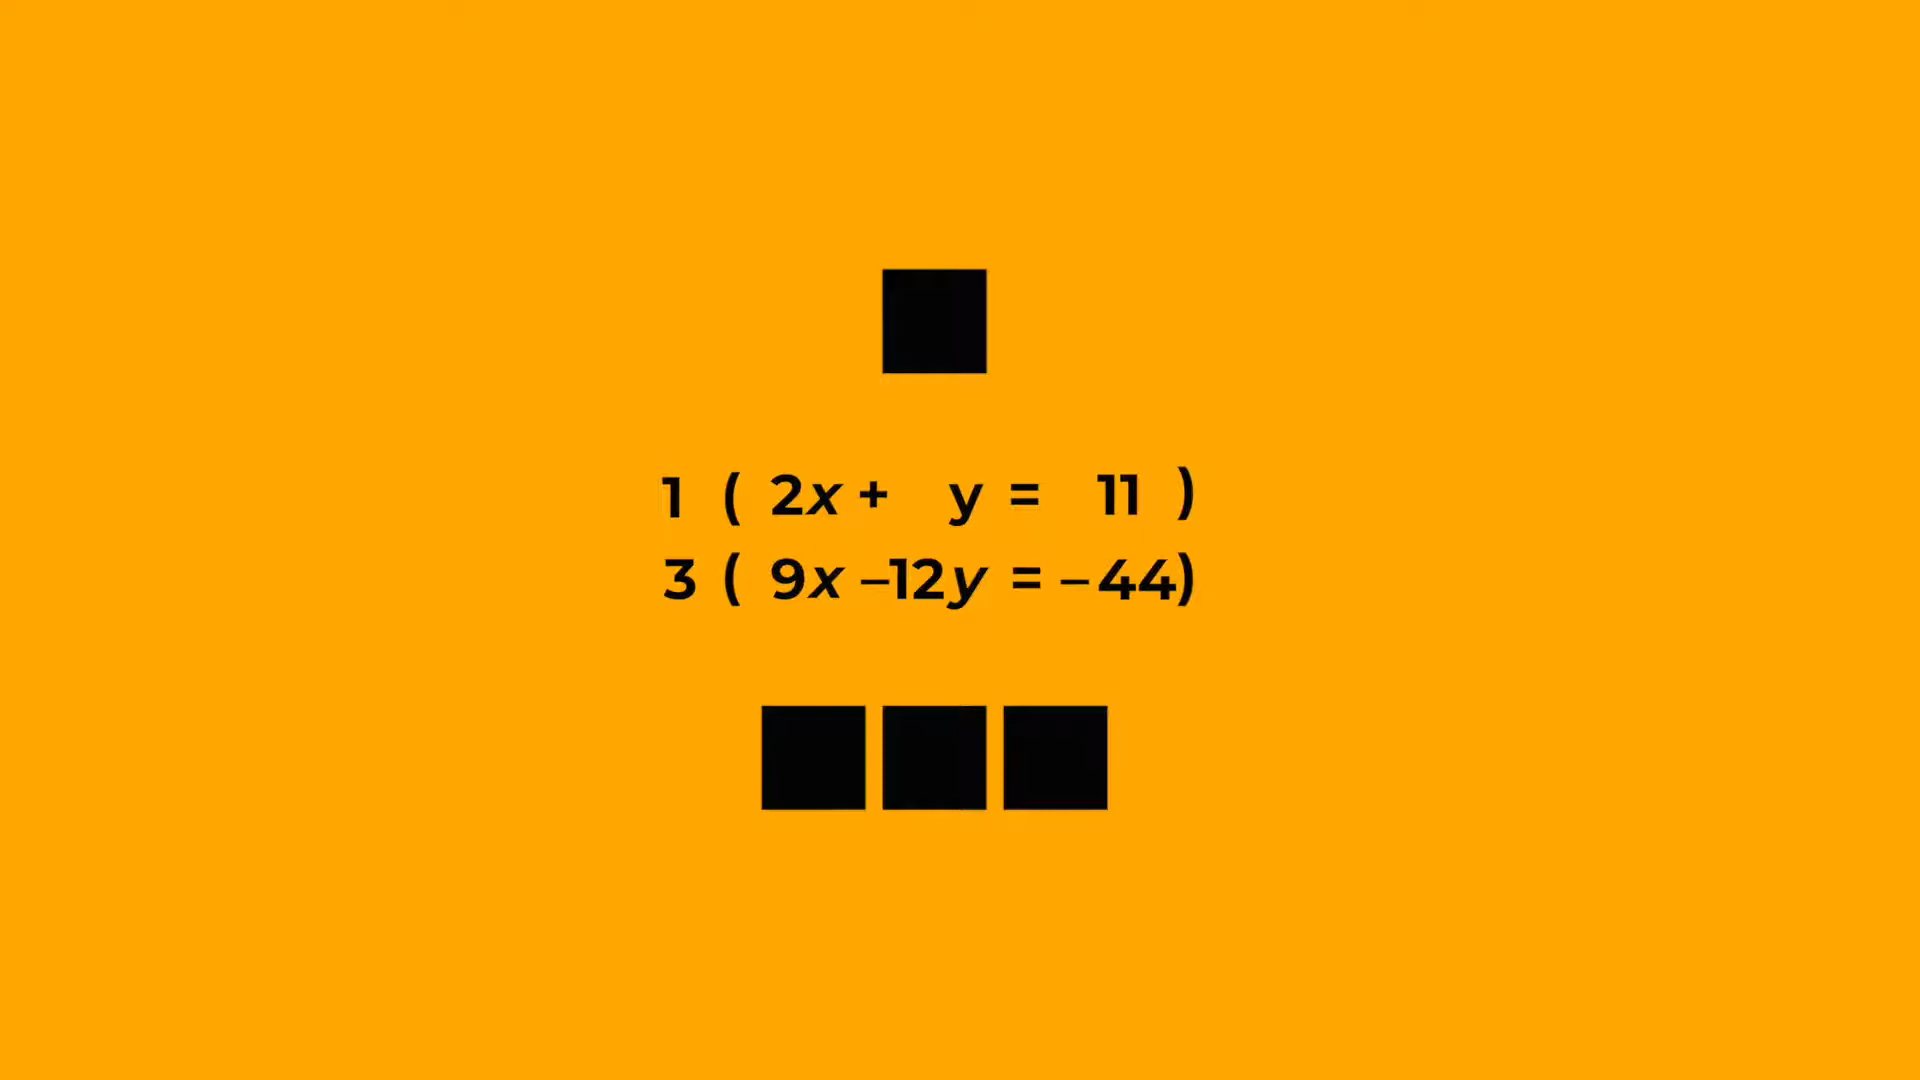 1 ( 2x + y = 11 )
3 ( 9x –12y = – 44)